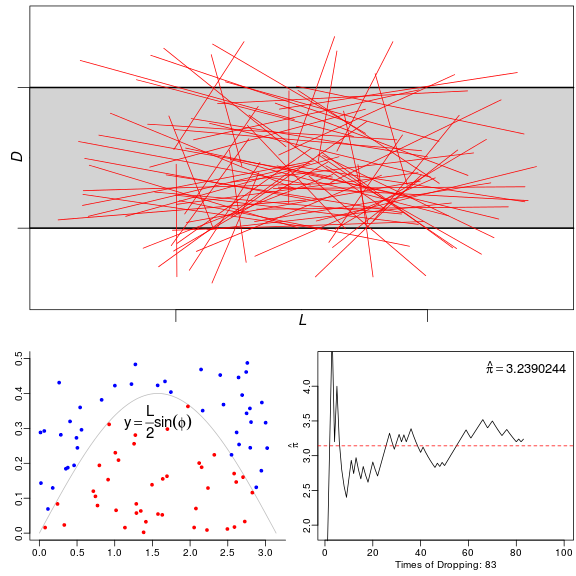 D
L
0.0 0.1 0.2 0.3 0.4 0.5
y = L/2 sin(ϕ)
0.0 0.5 1.0 1.5 2.0 2.5 3.0
π̂ = 3.2390244
π̂
2.0 2.5 3.0 3.5 4.0
0 20 40 60 80 100
Times of Dropping: 83